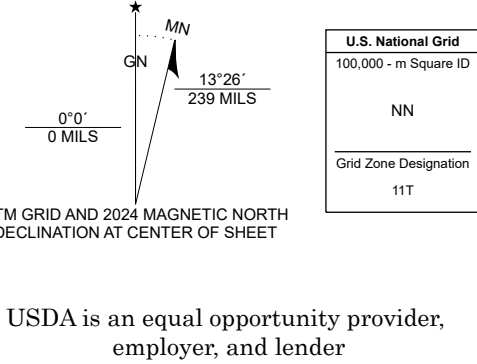 MN
GN
13°26´
239 MILS
0°0´
0 MILS
TM GRID AND 2024 MAGNETIC NORTH
DECLINATION AT CENTER OF SHEET
U.S. National Grid
100,000 - m Square ID
NN
Grid Zone Designation
11T
USDA is an equal opportunity provider,
employer, and lender